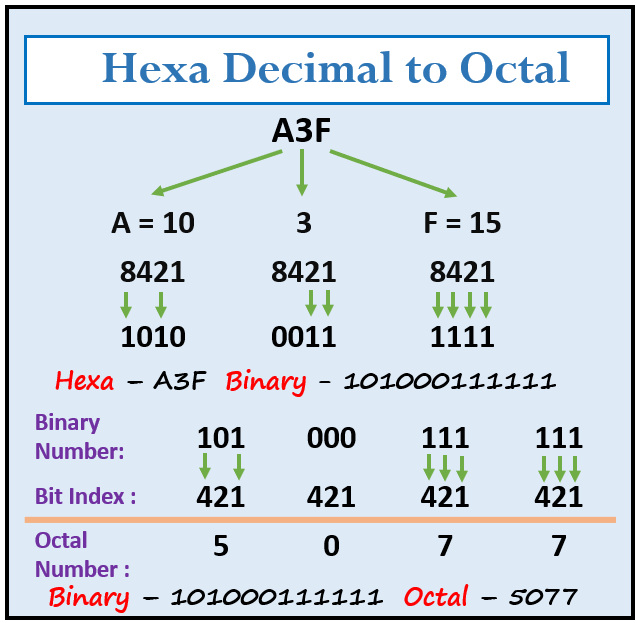 Hexa Decimal to Octal
A3F
A = 10 3 F = 15
8421 8421 8421
1010 0011 1111
Hexa – A3F Binary - 101000111111
Binary Number: 101 000 111 111
Bit Index : 421 421 421 421
Octal Number : 5 0 7 7
Binary – 101000111111 Octal – 5077